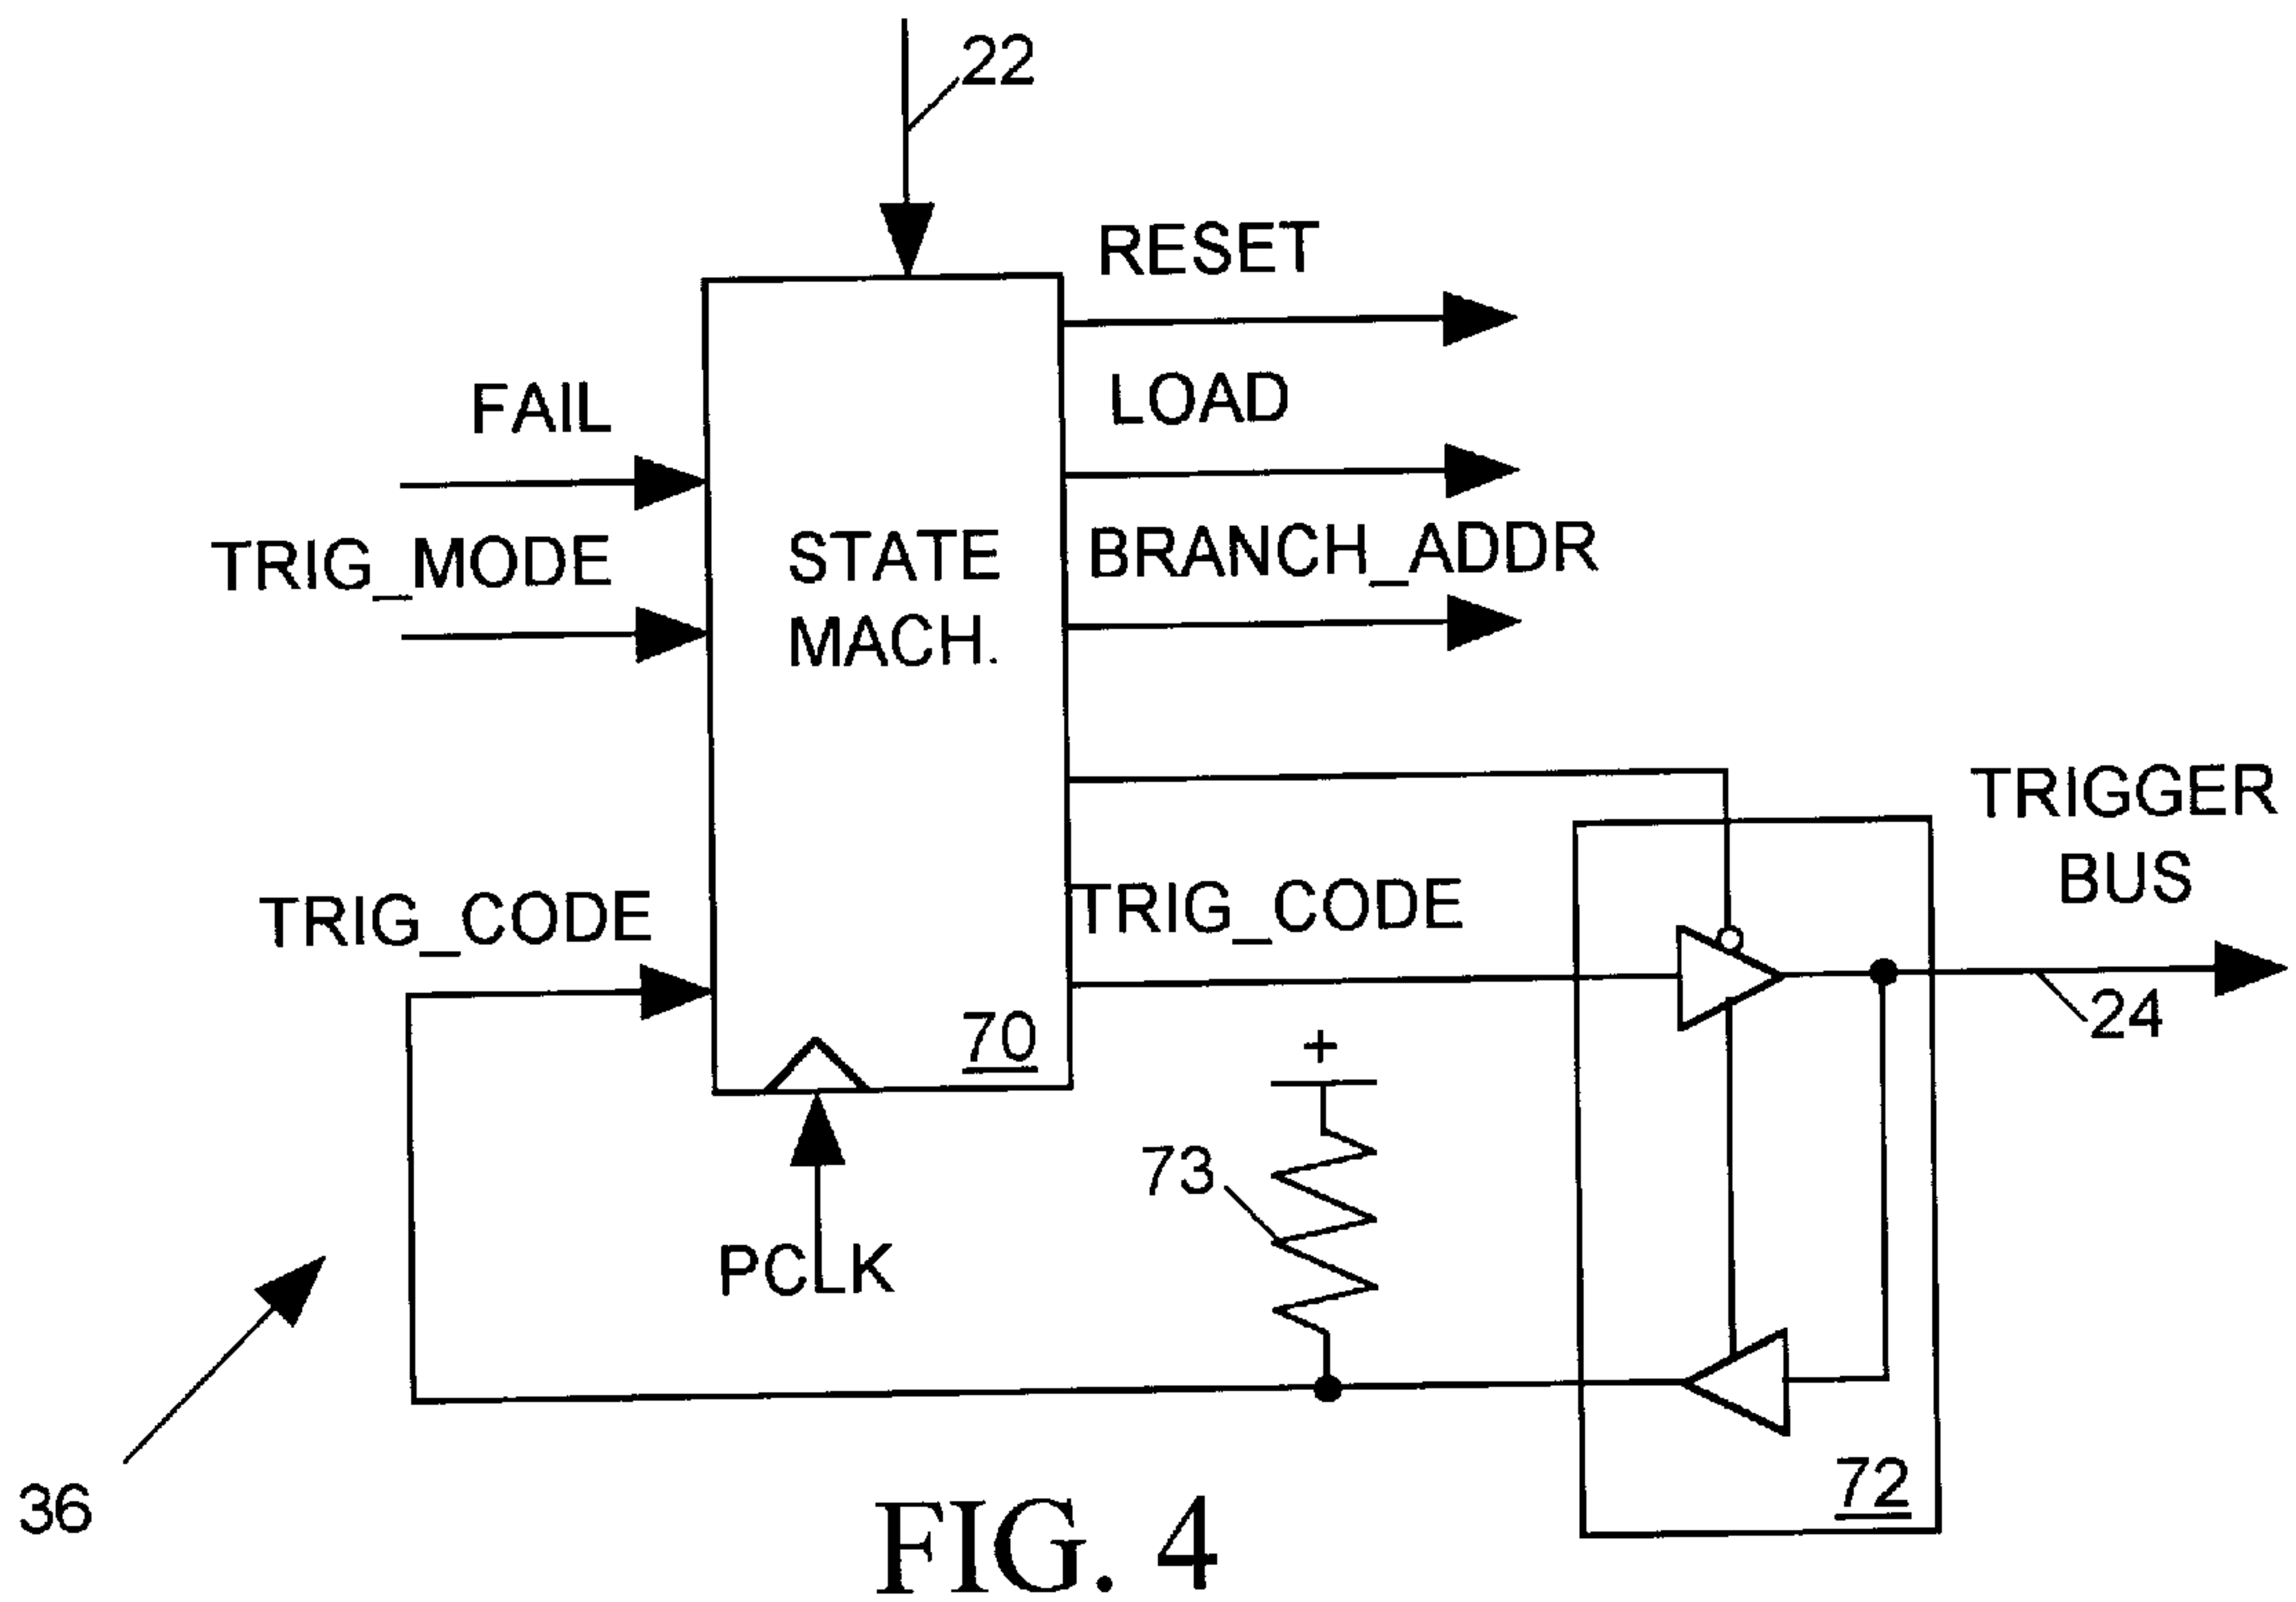 22
RESET
FAIL
LOAD
TRIG_MODE
STATE
MACH.
BRANCH_ADDR
TRIGGER
BUS
TRIG_CODE
TRIG_CODE
24
70
+
73
PCLK
72
36
FIG. 4